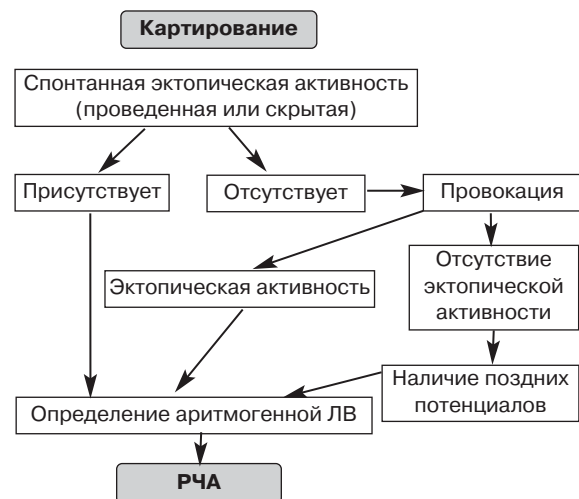 Картирование
Спонтанная эктопическая активность
(проведенная или скрытая)
Присутствует
Отсутствует
Провокация
Эктопическая активность
Отсутствие
эктопической
активности
Наличие поздних
потенциалов
Определение аритмогенной ЛВ
РЧА